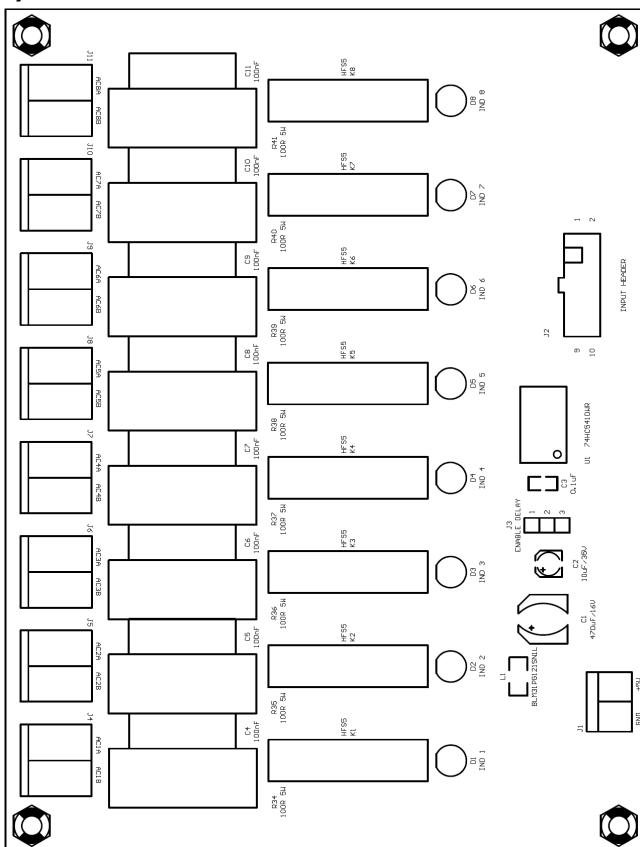 J11
AC8A
AC8B
C11
100nF
R41
100R 5W
HFS5
K8
D8
IND 8
J10
AC7A
AC7B
C10
100nF
R40
100R 5W
HFS5
K7
D7
IND 7
J9
AC6A
AC6B
C9
100nF
R39
100R 5W
HFS5
K6
D6
IND 6
J8
AC5A
AC5B
C8
100nF
R38
100R 5W
HFS5
K5
D5
IND 5
J7
AC4A
AC4B
C7
100nF
R37
100R 5W
HFS5
K4
D4
IND 4
J6
AC3A
AC3B
C6
100nF
R36
100R 5W
HFS5
K3
D3
IND 3
J5
AC2A
AC2B
C5
100nF
R35
100R 5W
HFS5
K2
D2
IND 2
J4
AC1A
AC1B
C4
100nF
R34
100R 5W
HFS5
K1
D1
IND 1
1
2
J2
INPUT HEADER
9
10
U1
74HC541DWR
C3
0.1uF
J3
ENABLE DELAY
1
2
3
C2
10uF/35V
C1
470uF/16V
L1
BLM31PG121SN1L
J1
GND
+5V